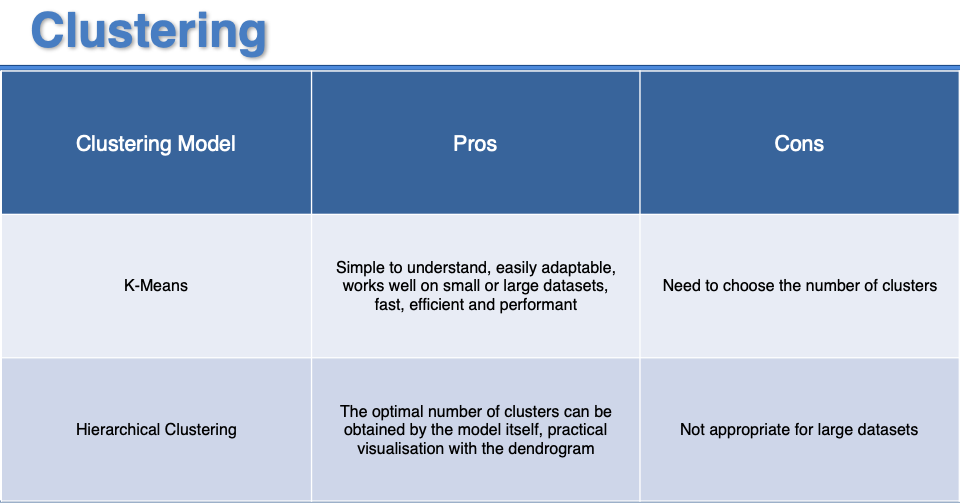 Clustering
Clustering Model
Pros
Cons
K-Means
Simple to understand, easily adaptable,
works well on small or large datasets,
fast, efficient and performant
Need to choose the number of clusters
Hierarchical Clustering
The optimal number of clusters can be
obtained by the model itself, practical
visualisation with the dendrogram
Not appropriate for large datasets